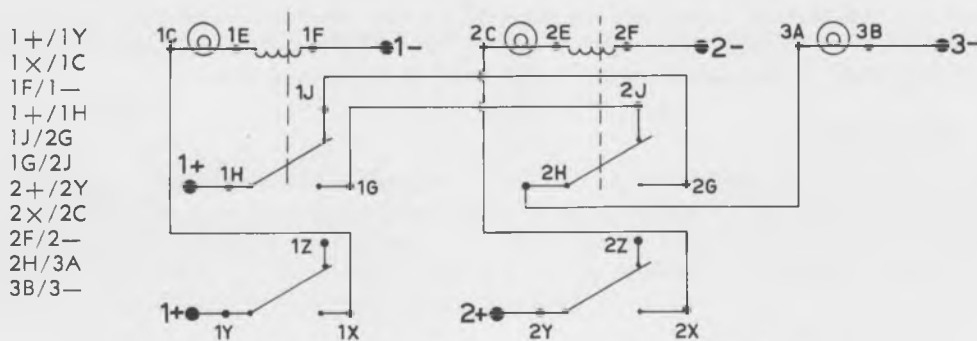 1+/1Y
1X/1C
1F/1—
1+/1H
1J/2G
1G/2J
2+/2Y
2X/2C
2F/2—
2H/3A
3B/3—
1C 1E 1F 1- 2C 2E 2F 2- 3A 3B 3-
1J 2J
1+ 1H 1G 2H 2G
1Z 2Z
1+ 1Y 1X 2+ 2Y 2X